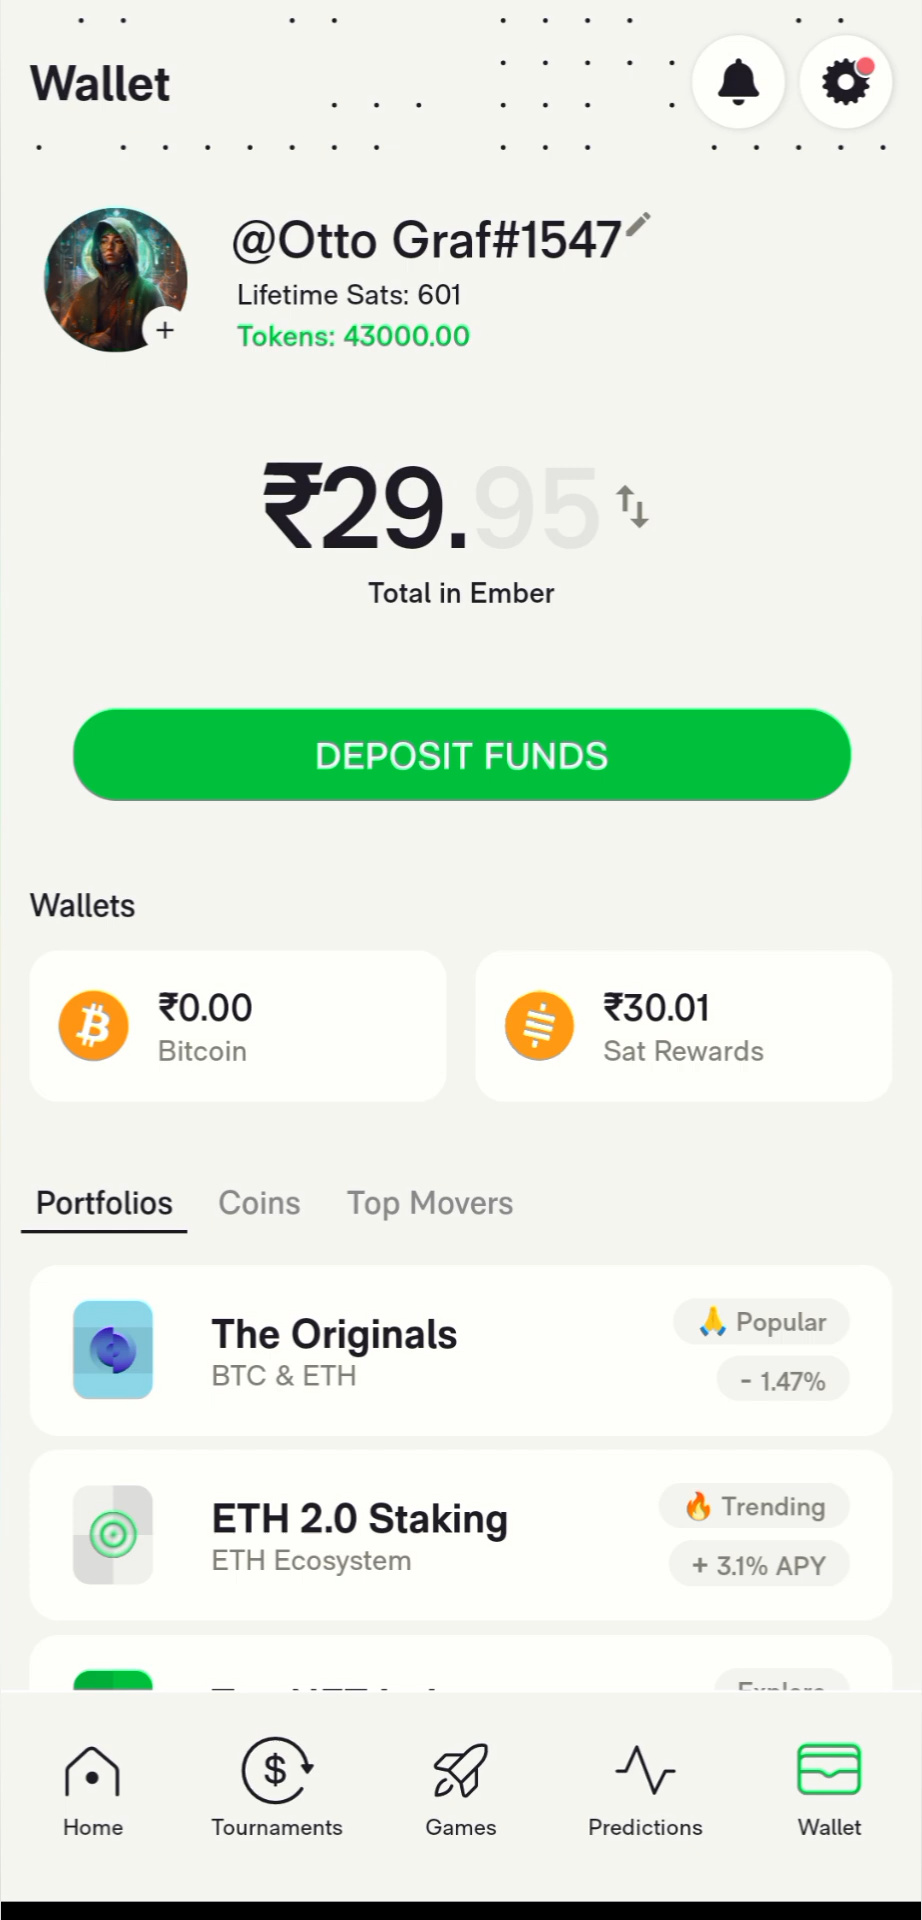 Wallet
@Otto Graf#1547
Lifetime Sats: 601
Tokens: 43000.00
₹29.95
Total in Ember
DEPOSIT FUNDS
Wallets
₹0.00
Bitcoin
₹30.01
Sat Rewards
Portfolios Coins Top Movers
The Originals
BTC & ETH
🙏 Popular
- 1.47%
ETH 2.0 Staking
ETH Ecosystem
🔥 Trending
+ 3.1% APY
Home Tournaments Games Predictions Wallet